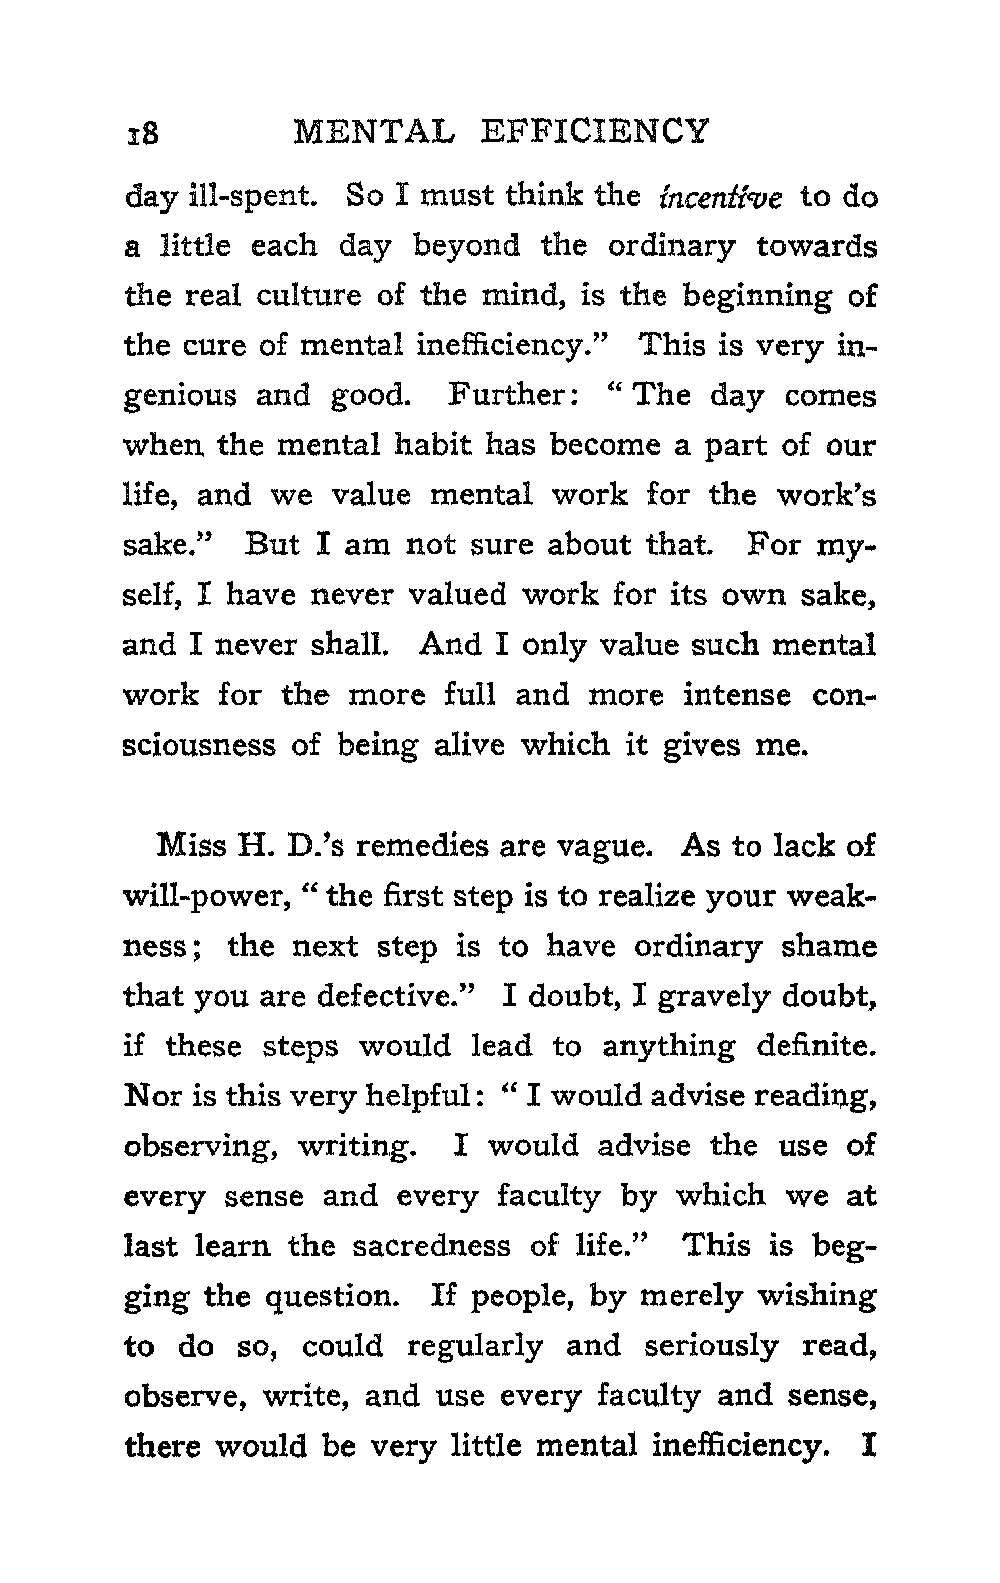 18 MENTAL EFFICIENCY
day ill-spent. So I must think the incentive to do
a little each day beyond the ordinary towards
the real culture of the mind, is the beginning of
the cure of mental inefficiency.” This is very in-
genious and good. Further: “ The day comes
when the mental habit has become a part of our
life, and we value mental work for the work’s
sake.” But I am not sure about that. For my-
self, I have never valued work for its own sake,
and I never shall. And I only value such mental
work for the more full and more intense con-
sciousness of being alive which it gives me.
Miss H. D.’s remedies are vague. As to lack of
will-power, “ the first step is to realize your weak-
ness; the next step is to have ordinary shame
that you are defective.” I doubt, I gravely doubt,
if these steps would lead to anything definite.
Nor is this very helpful: “ I would advise reading,
observing, writing. I would advise the use of
every sense and every faculty by which we at
last learn the sacredness of life.” This is beg-
ging the question. If people, by merely wishing
to do so, could regularly and seriously read,
observe, write, and use every faculty and sense,
there would be very little mental inefficiency. I